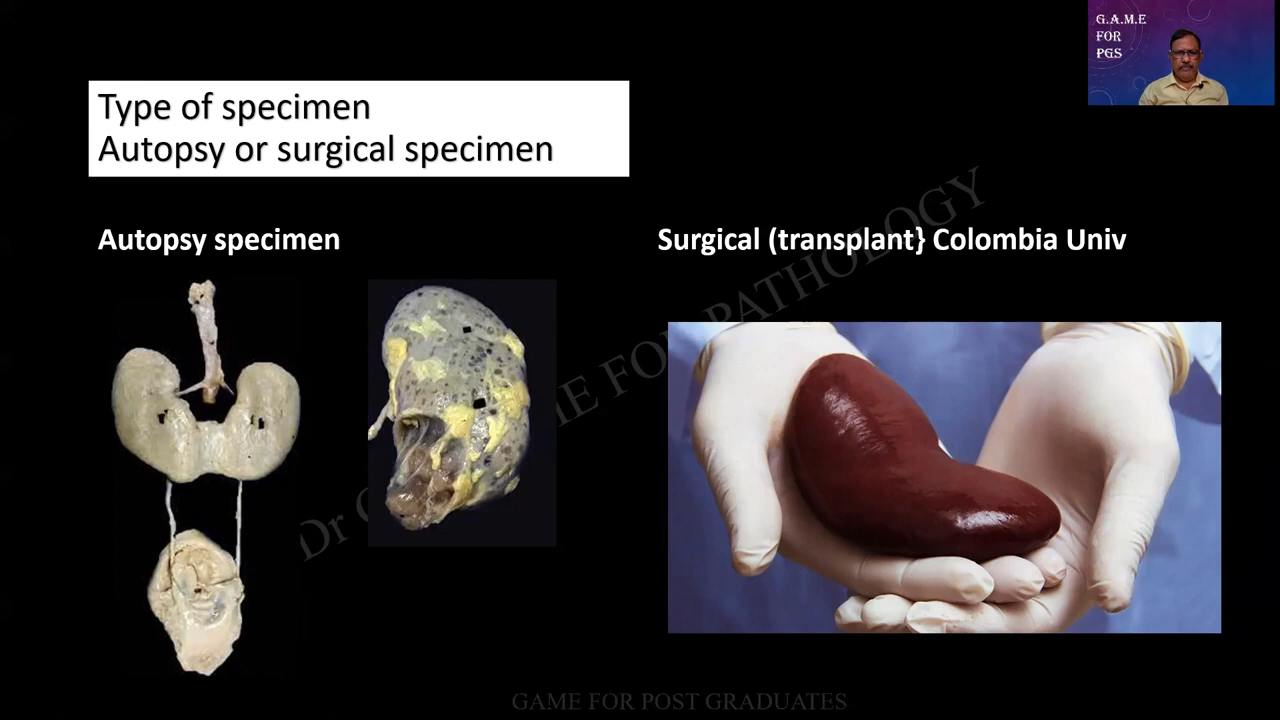 G.A.M.E
FOR
PGS
Type of specimen
Autopsy or surgical specimen
Autopsy specimen
Surgical (transplant} Colombia Univ
Dr
GAME FOR PATHOLOGY
GAME FOR POST GRADUATES